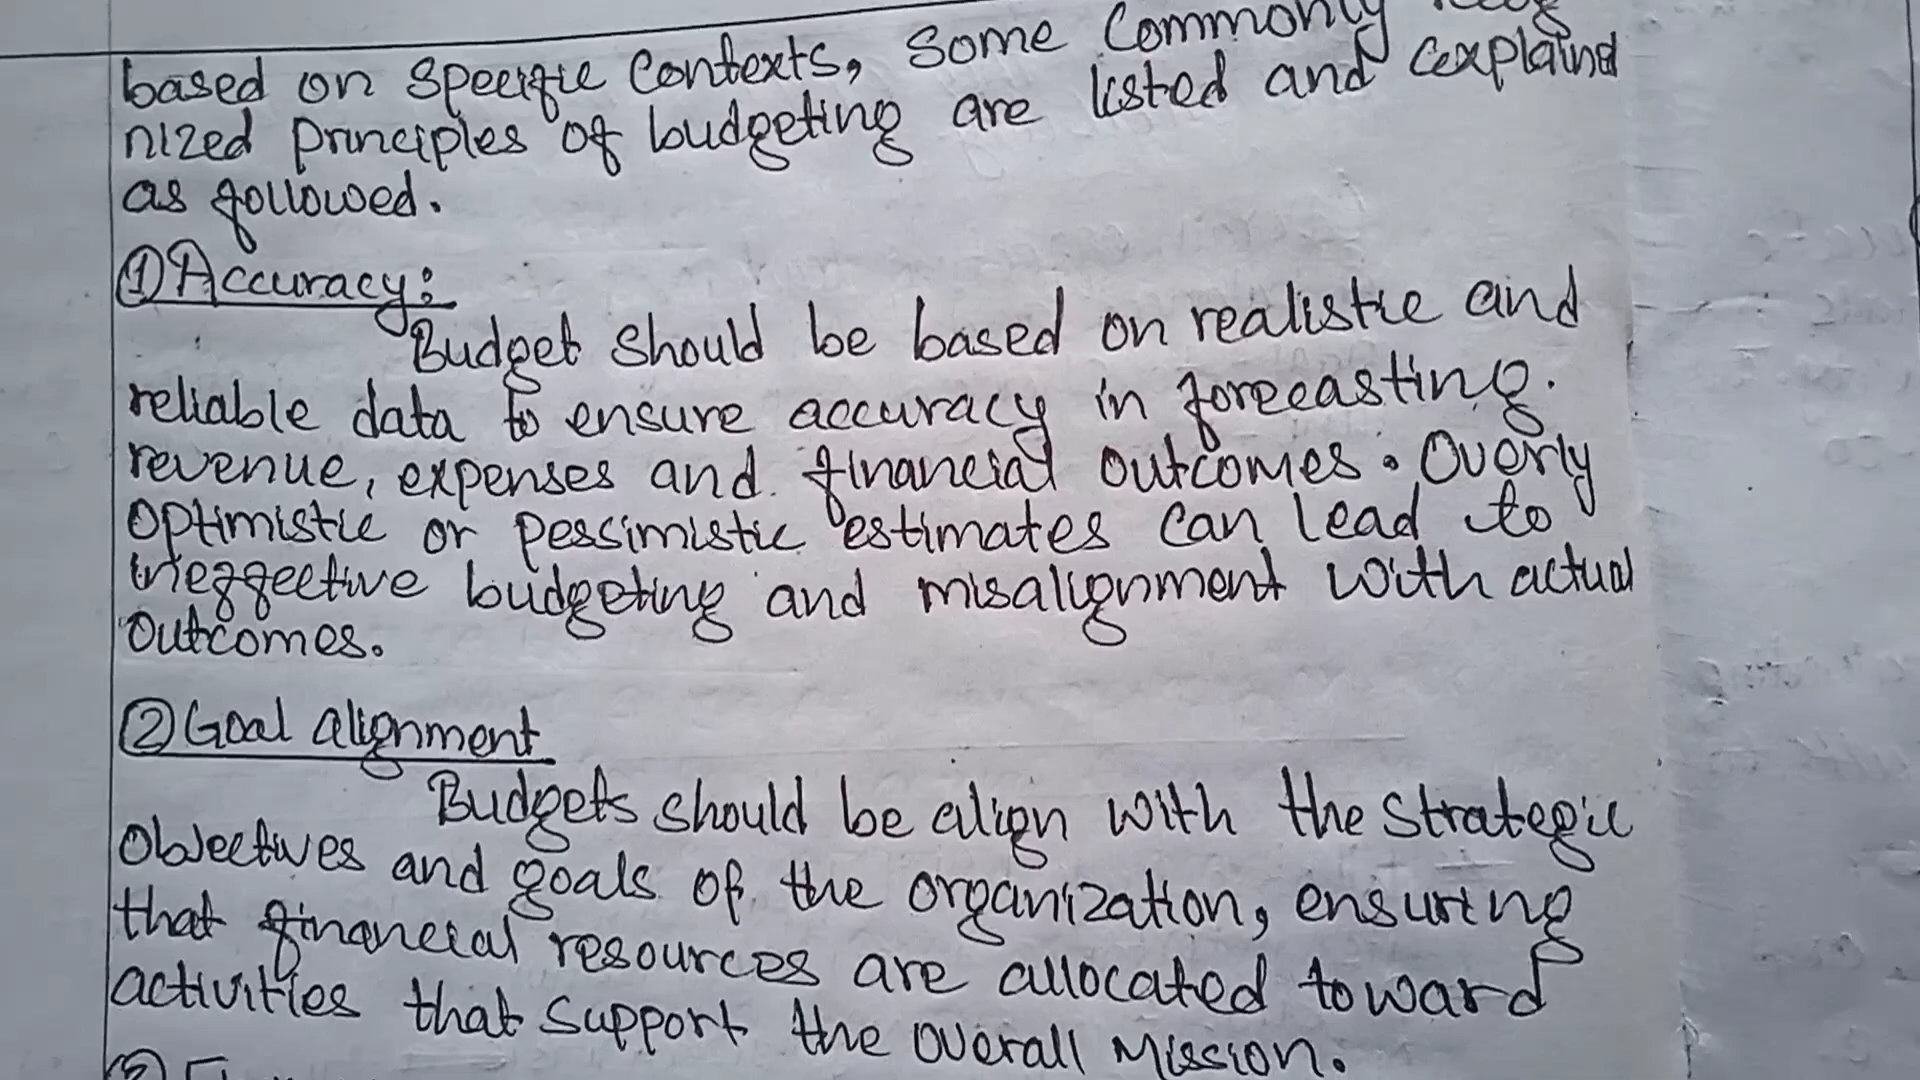 based on specific contexts, some commonly
nized principles of budgeting are listed and explaind
as followed.
① Accuracy:
Budget should be based on realistic and
reliable data to ensure accuracy in forecasting.
revenue, expenses and. financial outcomes. Overly
optimistic or pessimistic estimates can lead to
ineffective budgeting and misalignment with actual
outcomes.
② Goal alignment
Budgets should be align with the strategic
objectives and goals of the organization, ensuring
that financial resources are allocated toward
activities that support the overall mission.